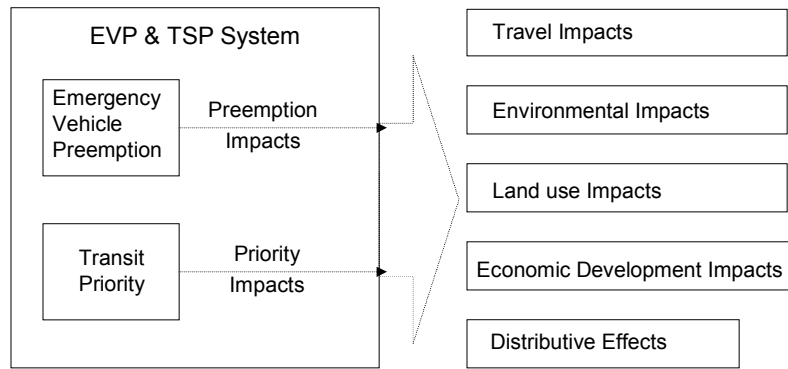 EVP & TSP System
Emergency
Vehicle
Preemption
Preemption
Impacts
Transit
Priority
Priority
Impacts
Travel Impacts
Environmental Impacts
Land use Impacts
Economic Development Impacts
Distributive Effects